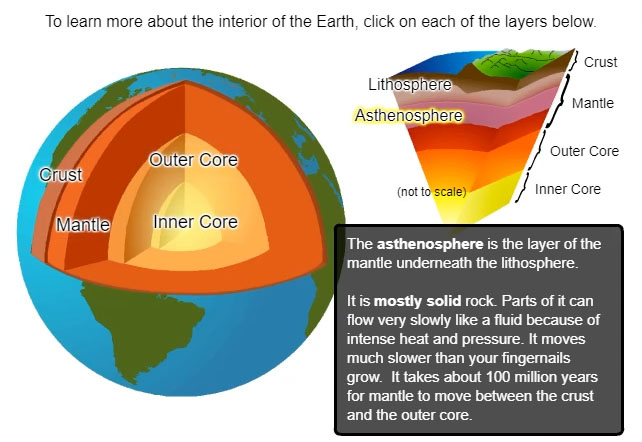 To learn more about the interior of the Earth, click on each of the layers below.
Crust
Lithosphere
Mantle
Asthenosphere
Outer Core
Outer Core
Crust
Inner Core
(not to scale)
Mantle
Inner Core
The asthenosphere is the layer of the
mantle underneath the lithosphere.
It is mostly solid rock. Parts of it can
flow very slowly like a fluid because of
intense heat and pressure. It moves
much slower than your fingernails
grow. It takes about 100 million years
for mantle to move between the crust
and the outer core.